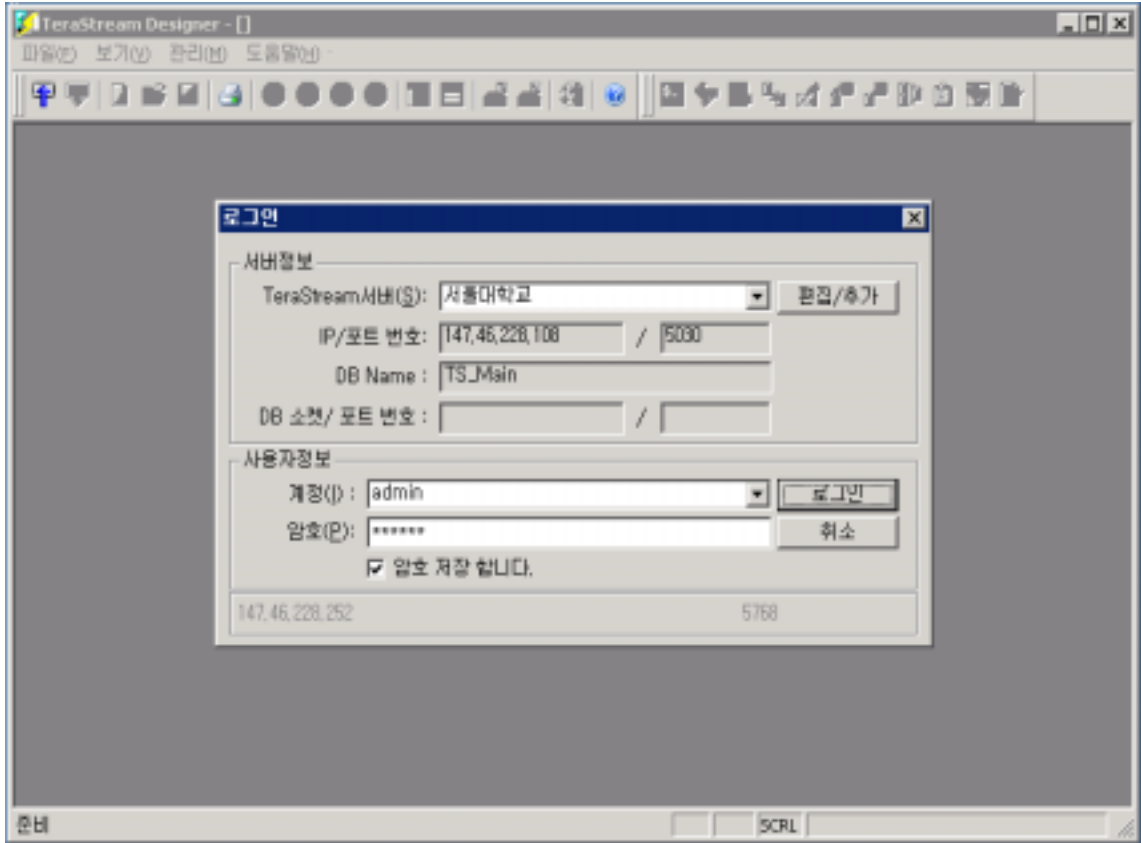 TeraStream Designer - []
파일(F) 보기(V) 관리(M) 도움말(H)
로그인
서버정보
TeraStream서버(S): 서울대학교 편집/추가
IP/포트 번호: 147,46,228,108 / 5030
DB Name : TS_Main
DB 소켓/ 포트 번호 : /
사용자정보
계정(I) : admin 로그인
암호(P): ****** 취소
암호 저장 합니다.
147,46,228,252 5768
준비 SCRL